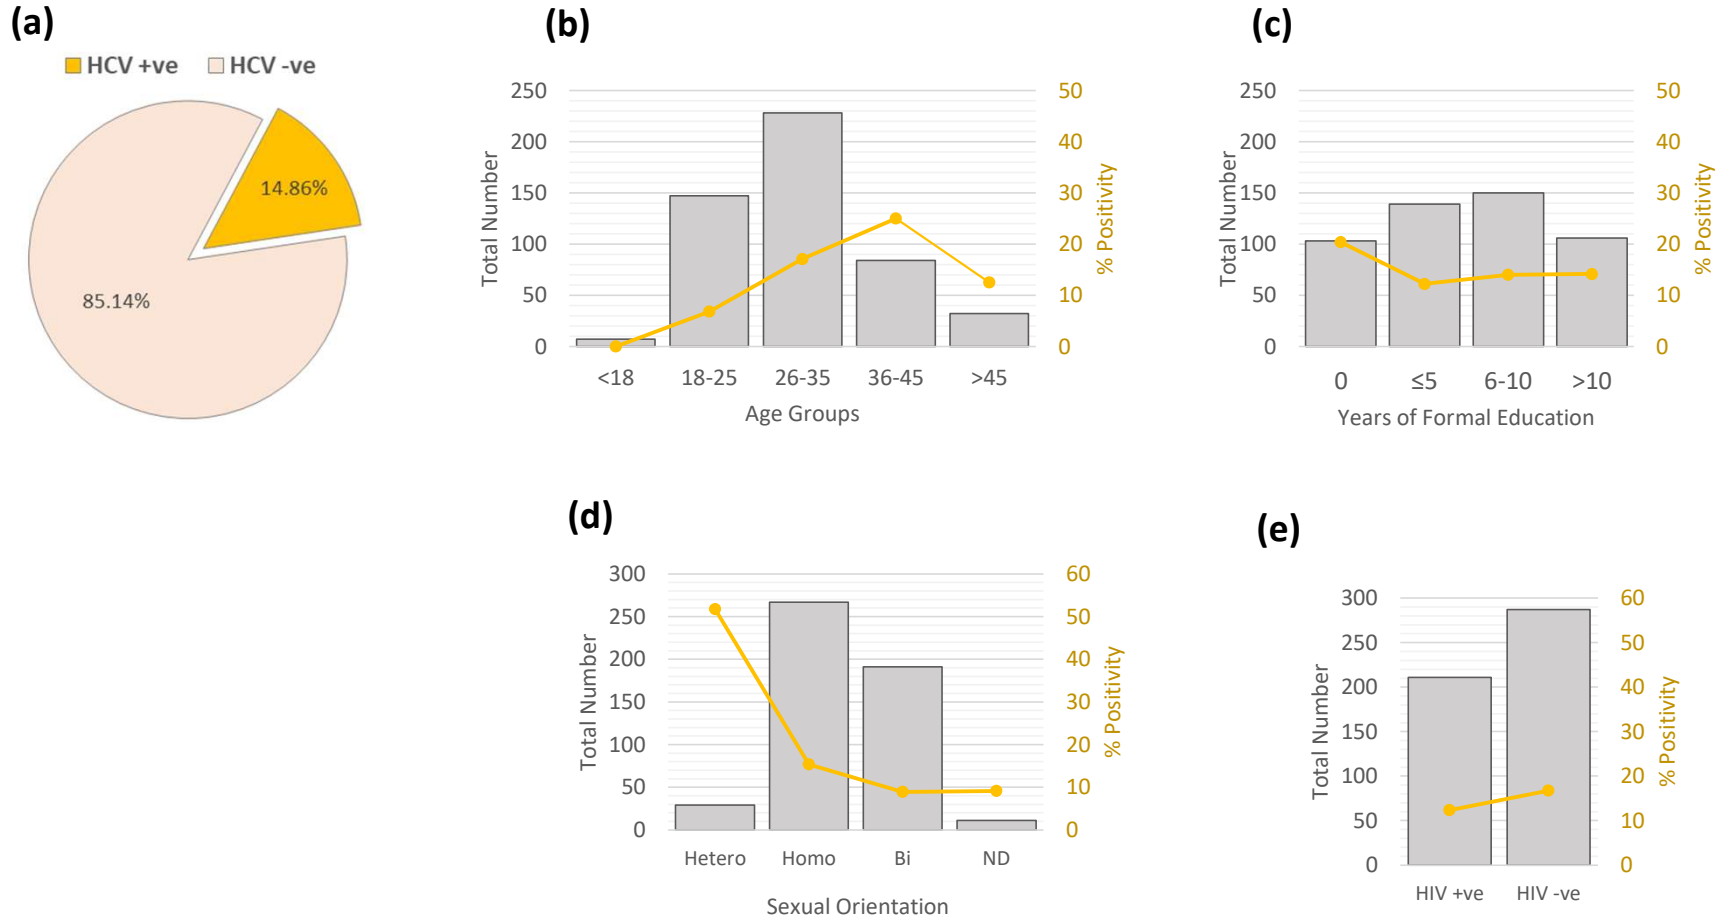 (a)
HCV +ve HCV -ve
14.86%
85.14%
(b)
250
200
150
100
50
0
Total Number
50
40
30
20
10
0
% Positivity
<18 18-25 26-35 36-45 >45
Age Groups
(c)
250
200
150
100
50
0
Total Number
50
40
30
20
10
0
% Positivity
0 ≤5 6-10 >10
Years of Formal Education
(d)
300
250
200
150
100
50
0
Total Number
60
50
40
30
20
10
0
% Positivity
Hetero Homo Bi ND
Sexual Orientation
(e)
300
250
200
150
100
50
0
Total Number
60
50
40
30
20
10
0
% Positivity
HIV +ve HIV -ve